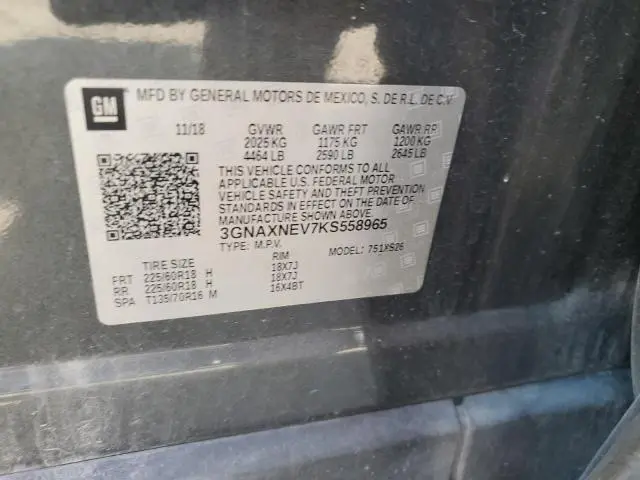 GM
MFD BY GENERAL MOTORS DE MEXICO, S. DE R.L. DE C.V
11/18 GVWR GAWR FRT GAWR RR
2025 KG 1175 KG 1200 KG
4464 LB 2590 LB 2645 LB
THIS VEHICLE CONFORMS TO ALL
APPLICABLE U.S. FEDERAL MOTOR
VEHICLE SAFETY AND THEFT PREVENTION
STANDARDS IN EFFECT ON THE DATE OF
MANUFACTURE SHOWN ABOVE.
3GNAXNEV7KS558965
TYPE: M.P.V. MODEL: 751XS26
TIRE SIZE RIM
FRT 225/60R18 H 18X7J
RR 225/60R18 H 18X7J
SPA T135/70R16 M 16X4BT